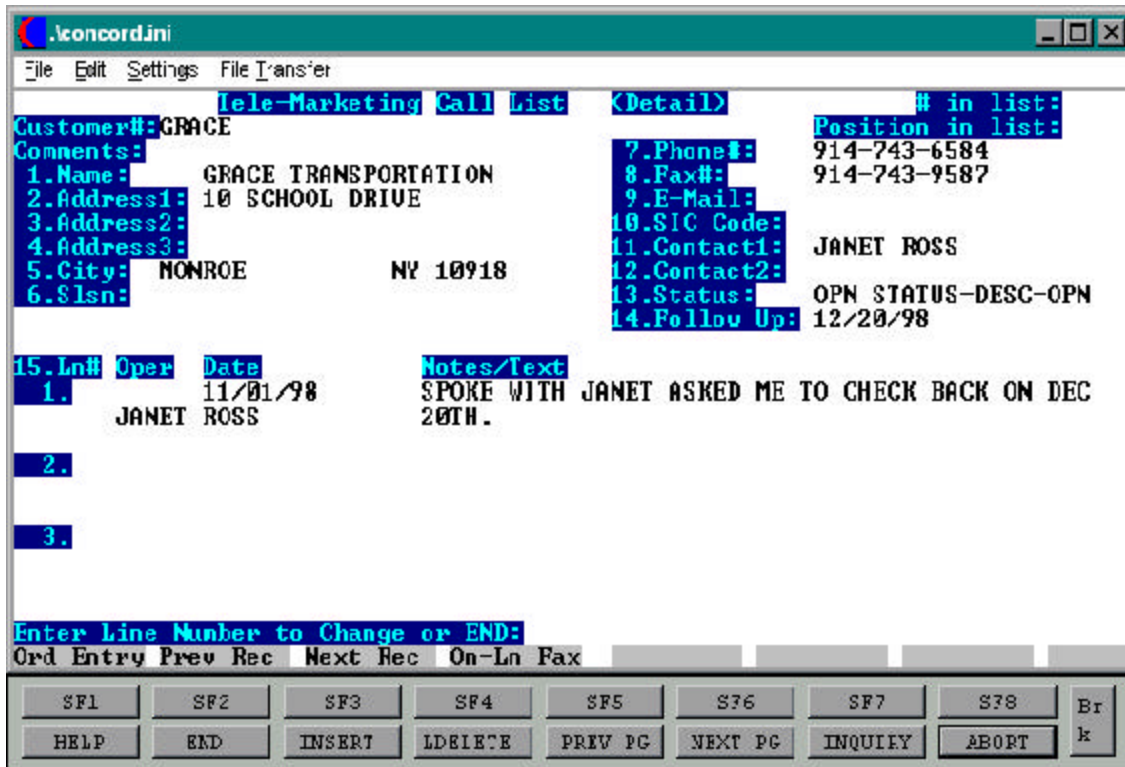 .\concord.ini
File Edit Settings File Transfer
Tele-Marketing Call List <Detail> # in list:
Customer#:GRACE Position in list:
Comments: 7.Phone#: 914-743-6584
1.Name: GRACE TRANSPORTATION 8.Fax#: 914-743-9587
2.Address1: 10 SCHOOL DRIVE 9.E-Mail:
3.Address2: 10.SIC Code:
4.Address3: 11.Contact1: JANET ROSS
5.City: MONROE NY 10918 12.Contact2:
6.Slsn: 13.Status: OPN STATUS-DESC-OPN
14.Follow Up: 12/20/98
15.Ln# Oper Date Notes/Text
1. 11/01/98 SPOKE WITH JANET ASKED ME TO CHECK BACK ON DEC
JANET ROSS 20TH.
2.
3.
Enter Line Number to Change or END:
Ord Entry Prev Rec Next Rec On-Ln Fax
SF1 SF2 SF3 SF4 SF5 SF6 SF7 SF8 Brk
HELP END INSERT LDELETE PREV PG NEXT PG INQUIRY ABORT